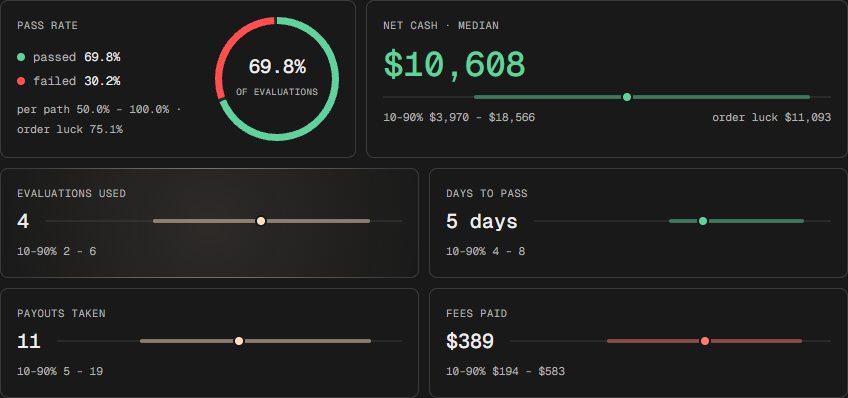 PASS RATE
passed 69.8%
failed 30.2%
per path 50.0% – 100.0% ·
order luck 75.1%
69.8%
OF EVALUATIONS
NET CASH · MEDIAN
$10,608
10–90% $3,970 – $18,566
order luck $11,093
EVALUATIONS USED
4
10–90% 2 – 6
DAYS TO PASS
5 days
10–90% 4 – 8
PAYOUTS TAKEN
11
10–90% 5 – 19
FEES PAID
$389
10–90% $194 – $583